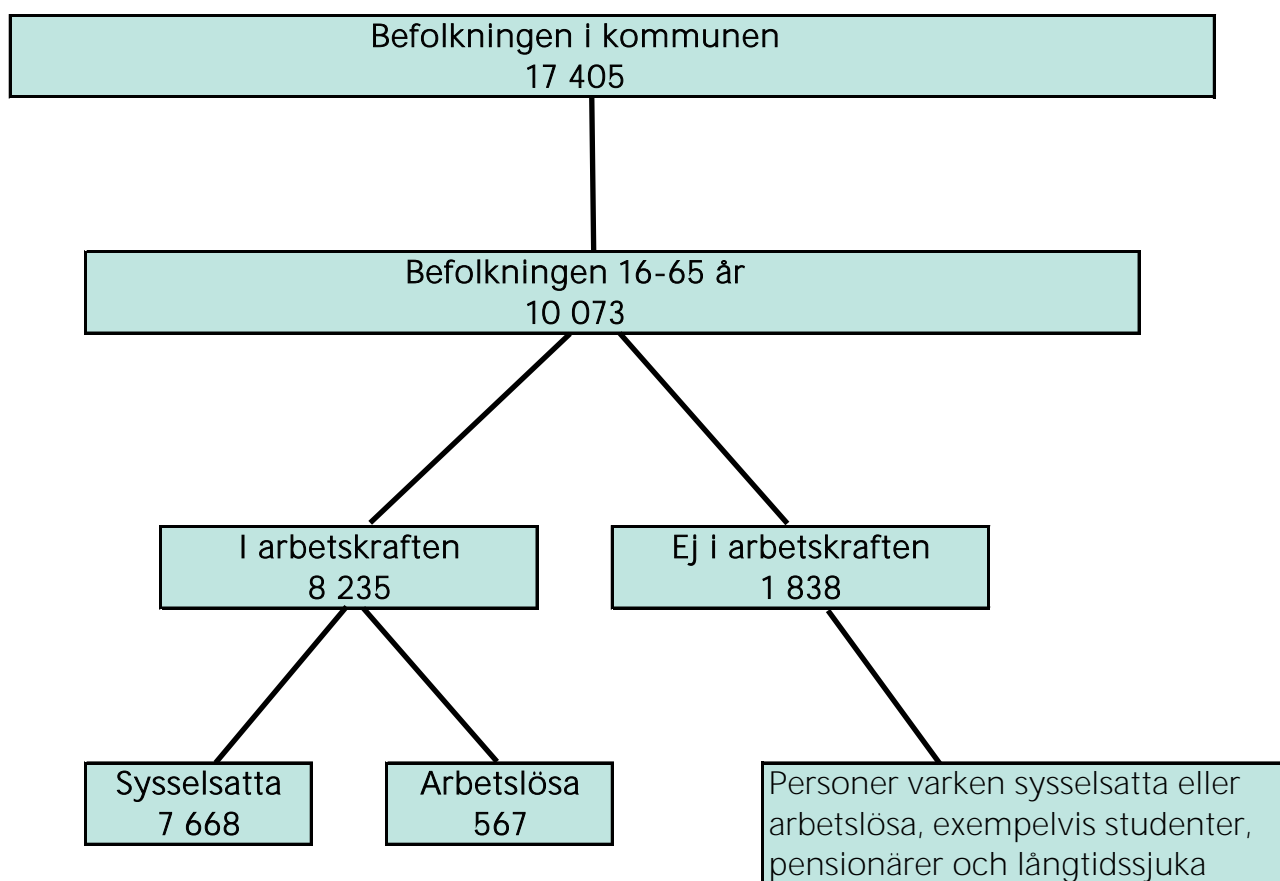 Befolkningen i kommunen
17 405
Befolkningen 16-65 år
10 073
I arbetskraften
8 235
Ej i arbetskraften
1 838
Sysselsatta
7 668
Arbetslösa
567
Personer varken sysselsatta eller
arbetslösa, exempelvis studenter,
pensionärer och långtidssjuka